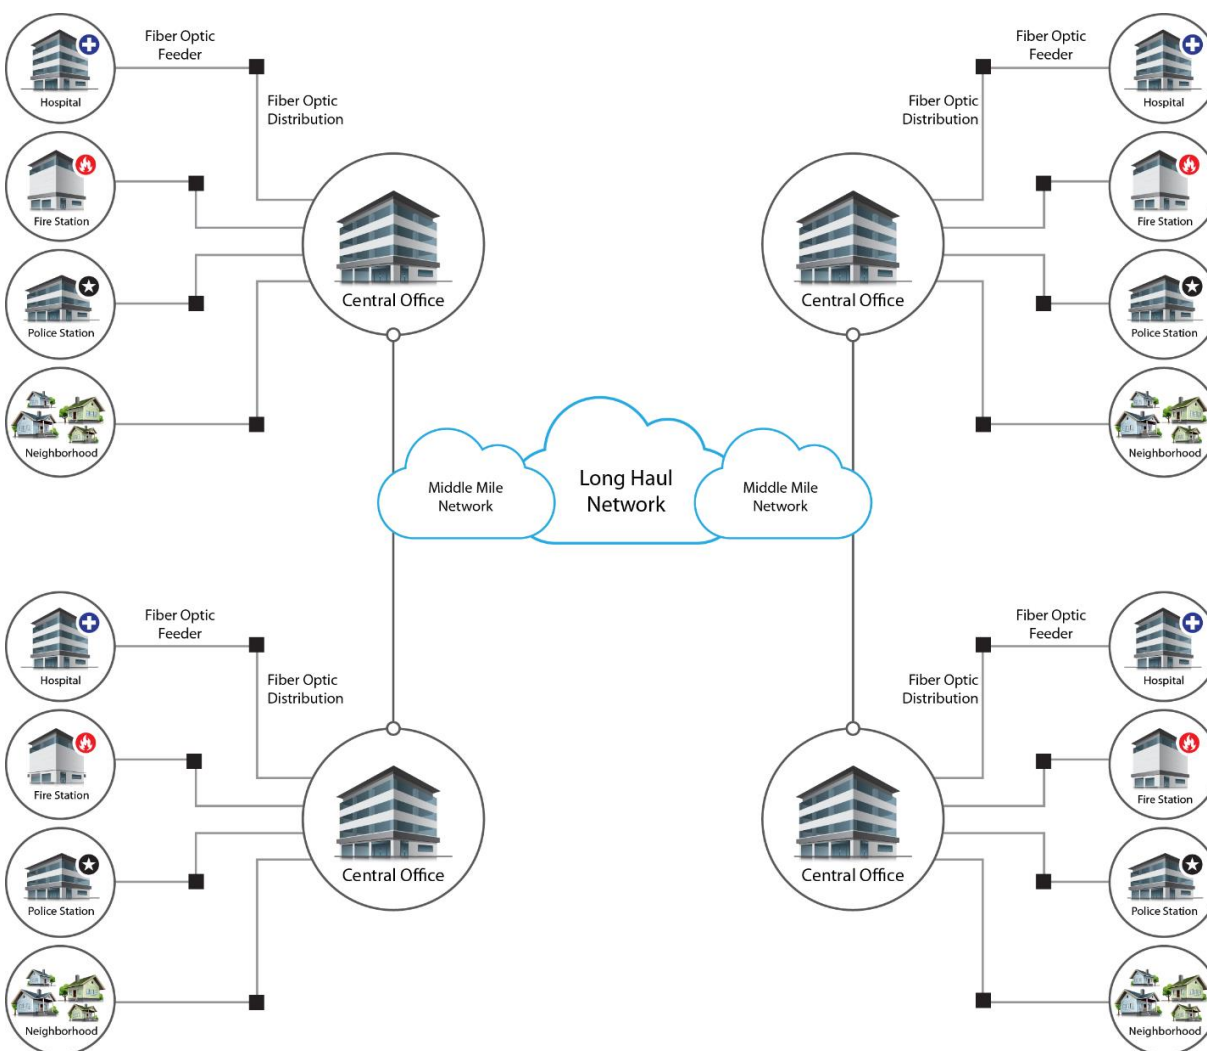 Fiber Optic
Feeder
Hospital
Fiber Optic
Distribution
Fire Station
Police Station
Neighborhood
Central Office
Fiber Optic
Feeder
Hospital
Fiber Optic
Distribution
Fire Station
Police Station
Neighborhood
Central Office
Middle Mile
Network
Long Haul
Network
Middle Mile
Network
Fiber Optic
Feeder
Hospital
Fiber Optic
Distribution
Fire Station
Police Station
Neighborhood
Central Office
Fiber Optic
Feeder
Hospital
Fiber Optic
Distribution
Fire Station
Police Station
Neighborhood
Central Office